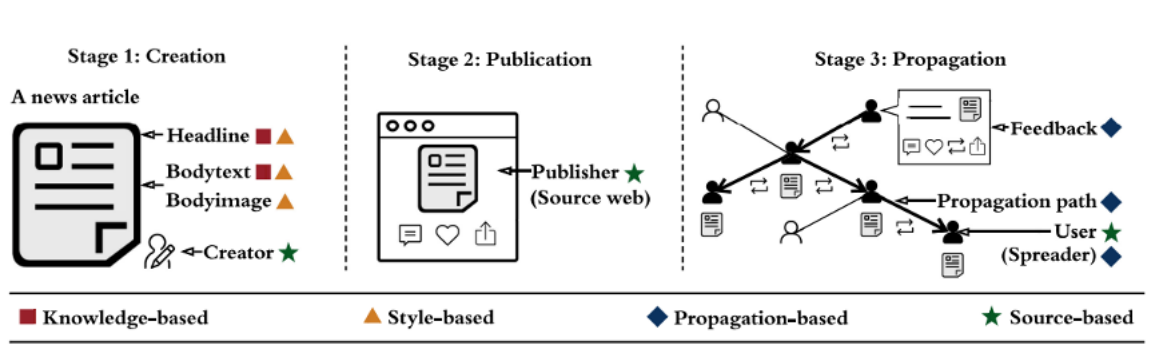 Stage 1: Creation
Stage 2: Publication
Stage 3: Propagation
A news article
Headline
Bodytext
Bodyimage
Creator
Publisher
(Source web)
Feedback
Propagation path
User
(Spreader)
Knowledge-based
Style-based
Propagation-based
Source-based